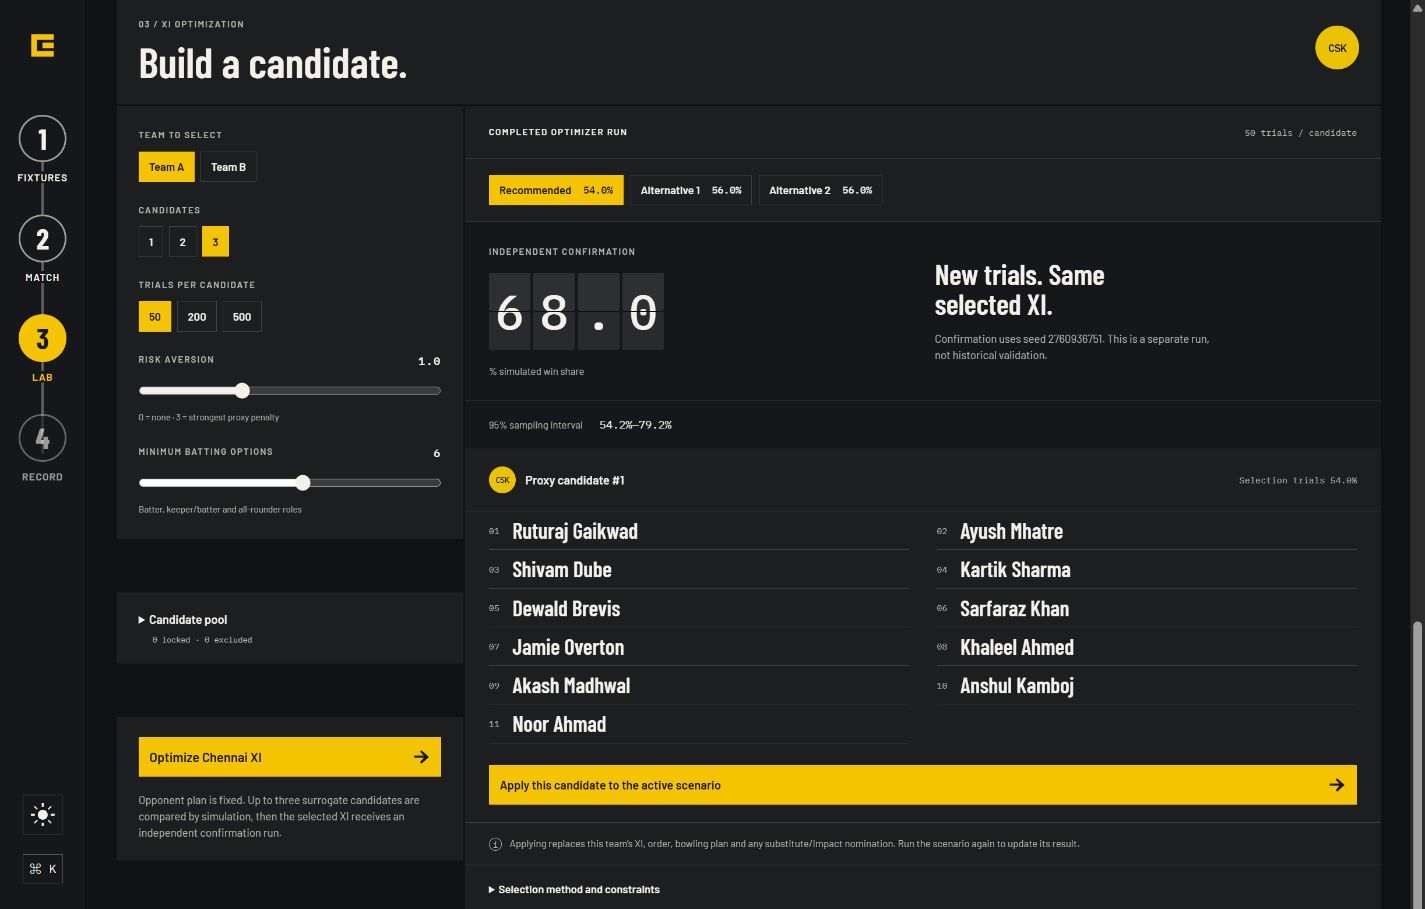 03 / XI OPTIMIZATION
Build a candidate.
CSK
1
FIXTURES
2
MATCH
3
LAB
4
RECORD
⌘ K
TEAM TO SELECT
Team A
Team B
CANDIDATES
1
2
3
TRIALS PER CANDIDATE
50
200
500
RISK AVERSION
1.0
0 = none · 3 = strongest proxy penalty
MINIMUM BATTING OPTIONS
6
Batter, keeper/batter and all-rounder roles
Candidate pool
0 locked · 0 excluded
Optimize Chennai XI
Opponent plan is fixed. Up to three surrogate candidates are
compared by simulation, then the selected XI receives an
independent confirmation run.
COMPLETED OPTIMIZER RUN
50 trials / candidate
Recommended 54.0%
Alternative 1 56.0%
Alternative 2 56.0%
INDEPENDENT CONFIRMATION
68.0
% simulated win share
New trials. Same
selected XI.
Confirmation uses seed 2760936751. This is a separate run,
not historical validation.
95% sampling interval 54.2%–79.2%
CSK
Proxy candidate #1
Selection trials 54.0%
01 Ruturaj Gaikwad
02 Ayush Mhatre
03 Shivam Dube
04 Kartik Sharma
05 Dewald Brevis
06 Sarfaraz Khan
07 Jamie Overton
08 Khaleel Ahmed
09 Akash Madhwal
10 Anshul Kamboj
11 Noor Ahmad
Apply this candidate to the active scenario
Applying replaces this team's XI, order, bowling plan and any substitute/Impact nomination. Run the scenario again to update its result.
Selection method and constraints